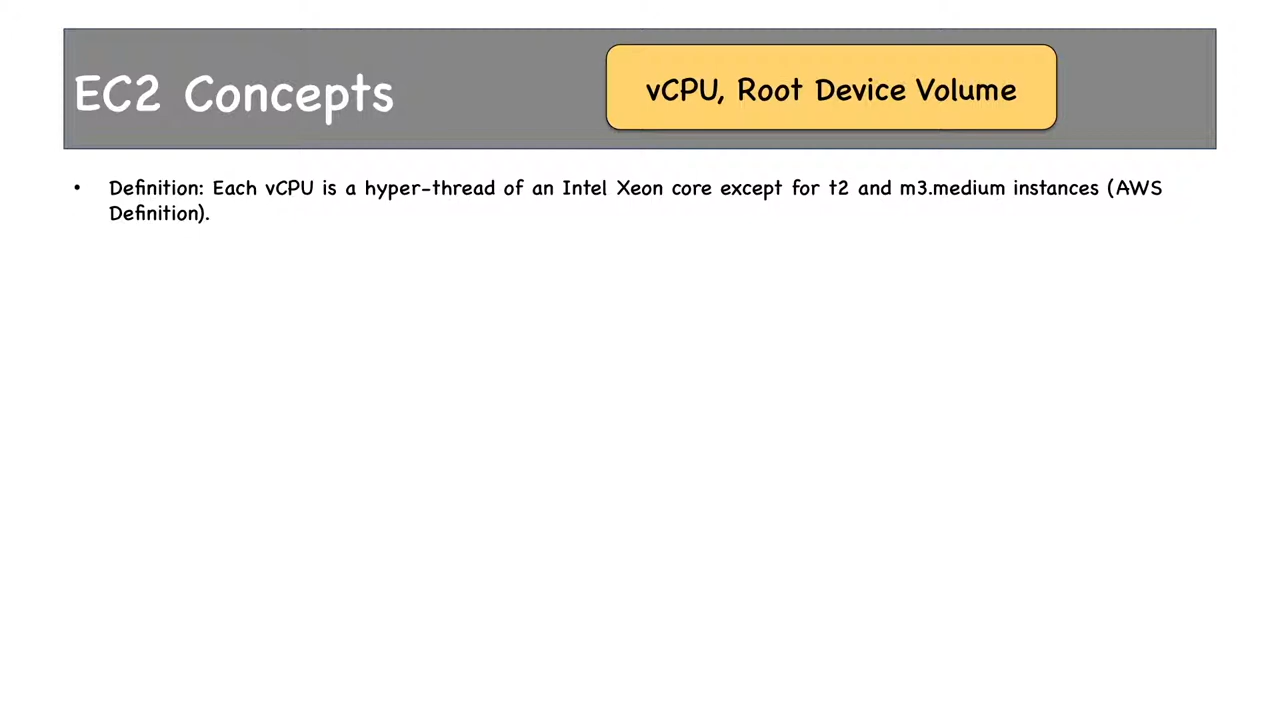 EC2 Concepts
vCPU, Root Device Volume
• Definition: Each vCPU is a hyper-thread of an Intel Xeon core except for t2 and m3.medium instances (AWS
Definition).